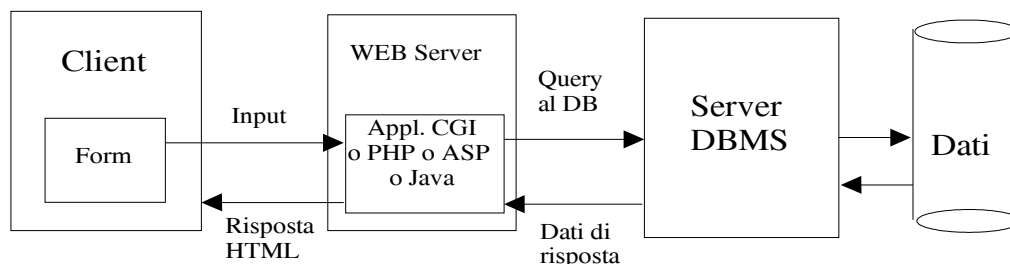 Client
Form
Input
Risposta
HTML
WEB Server
Appl. CGI
o PHP o ASP
o Java
Query
al DB
Dati di
risposta
Server
DBMS
Dati